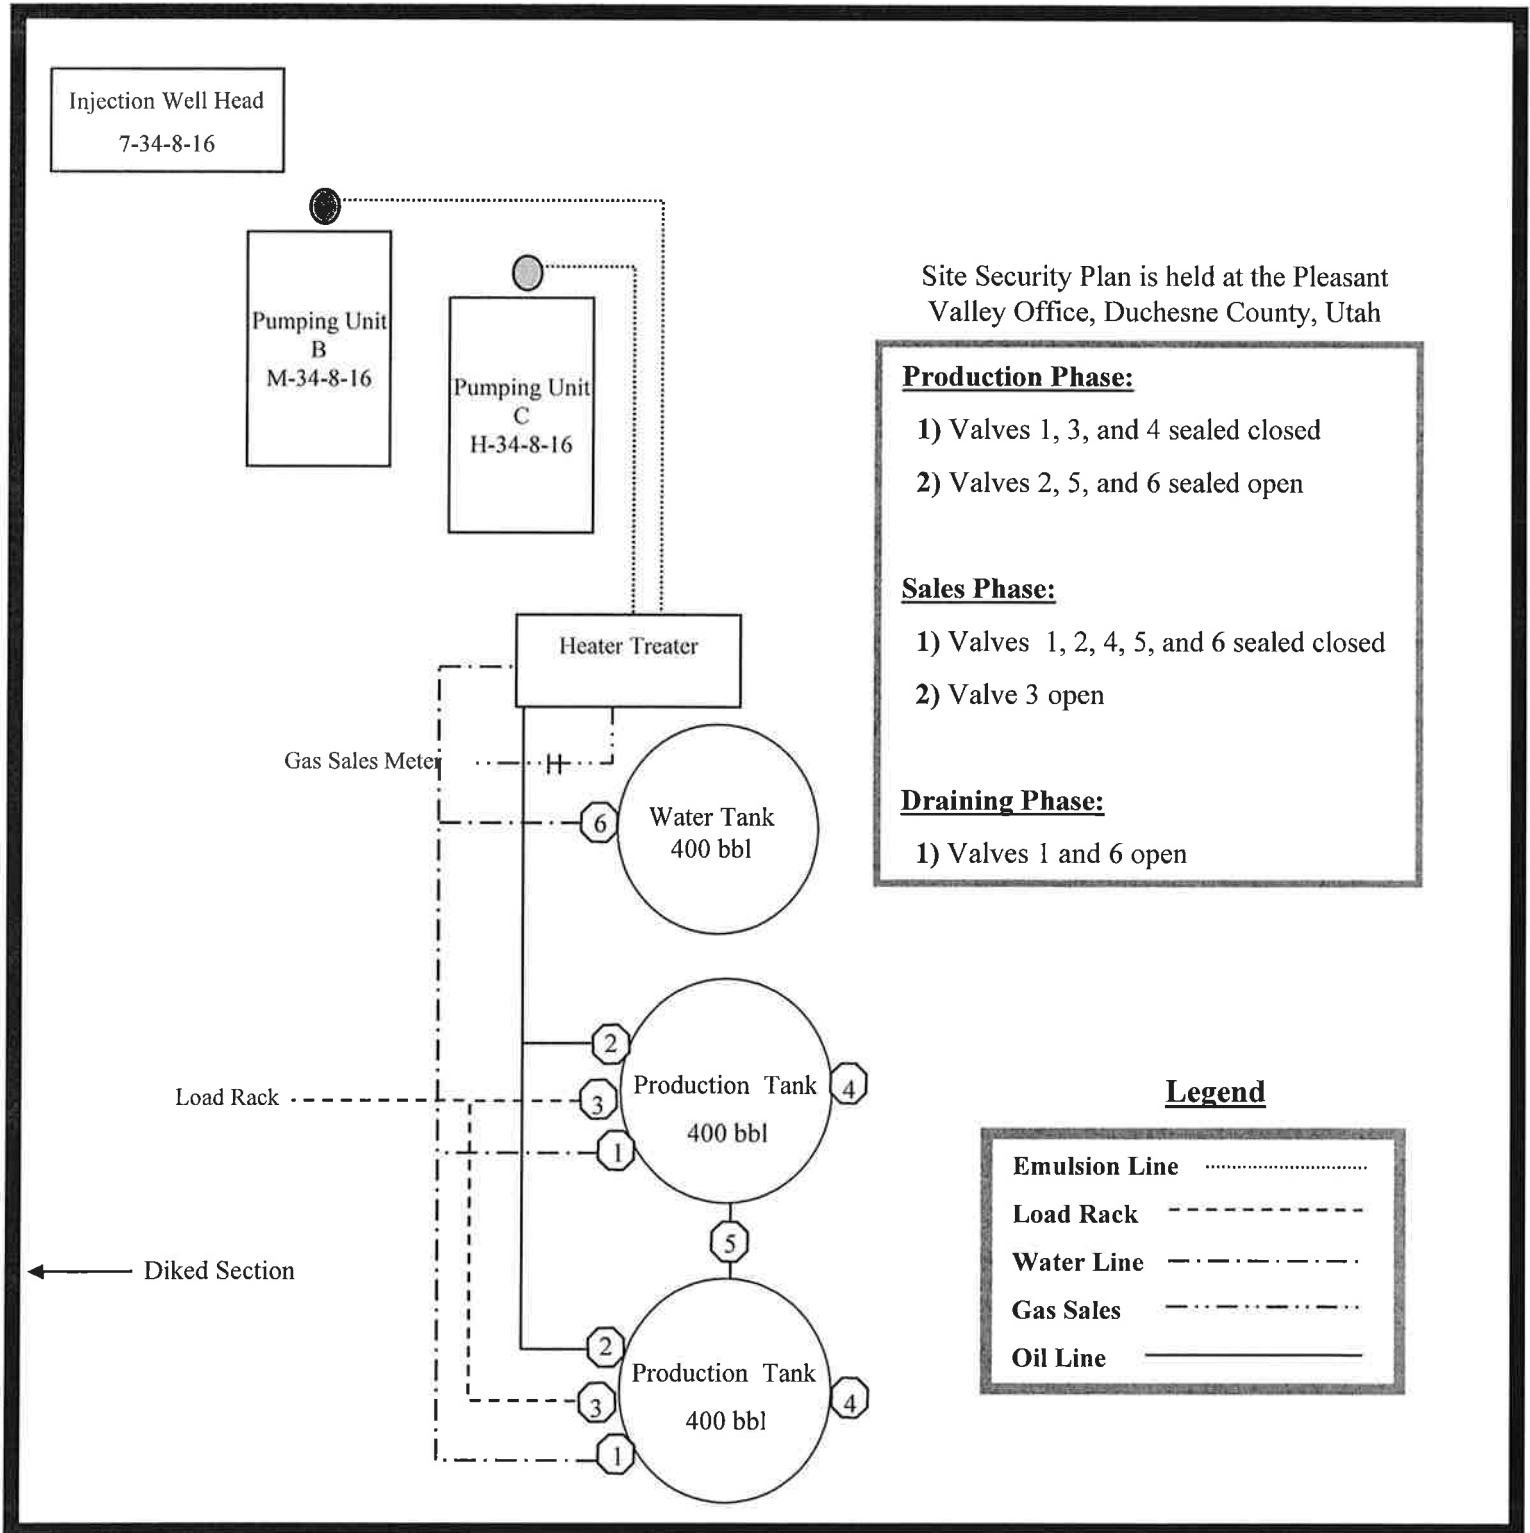 Injection Well Head
7-34-8-16
Pumping Unit
B
M-34-8-16
Pumping Unit
C
H-34-8-16
Site Security Plan is held at the Pleasant
Valley Office, Duchesne County, Utah
Production Phase:
1) Valves 1, 3, and 4 sealed closed
2) Valves 2, 5, and 6 sealed open
Sales Phase:
1) Valves 1, 2, 4, 5, and 6 sealed closed
2) Valve 3 open
Draining Phase:
1) Valves 1 and 6 open
Heater Treater
Gas Sales Meter
6
Water Tank
400 bbl
2
Load Rack
3
1
Production Tank
400 bbl
4
5
Diked Section
2
3
1
Production Tank
400 bbl
4
Legend
Emulsion Line
Load Rack
Water Line
Gas Sales
Oil Line